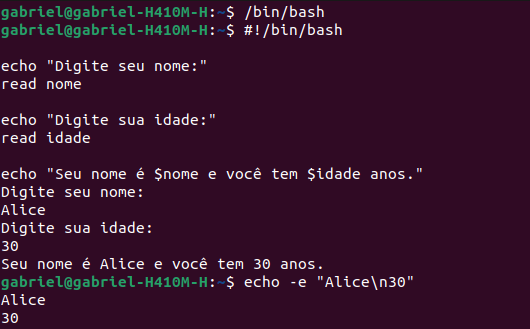 gabriel@gabriel-H410M-H:~$ /bin/bash
gabriel@gabriel-H410M-H:~$ #!/bin/bash
echo "Digite seu nome:"
read nome
echo "Digite sua idade:"
read idade
echo "Seu nome é $nome e você tem $idade anos."
Digite seu nome:
Alice
Digite sua idade:
30
Seu nome é Alice e você tem 30 anos.
gabriel@gabriel-H410M-H:~$ echo -e "Alice\n30"
Alice
30